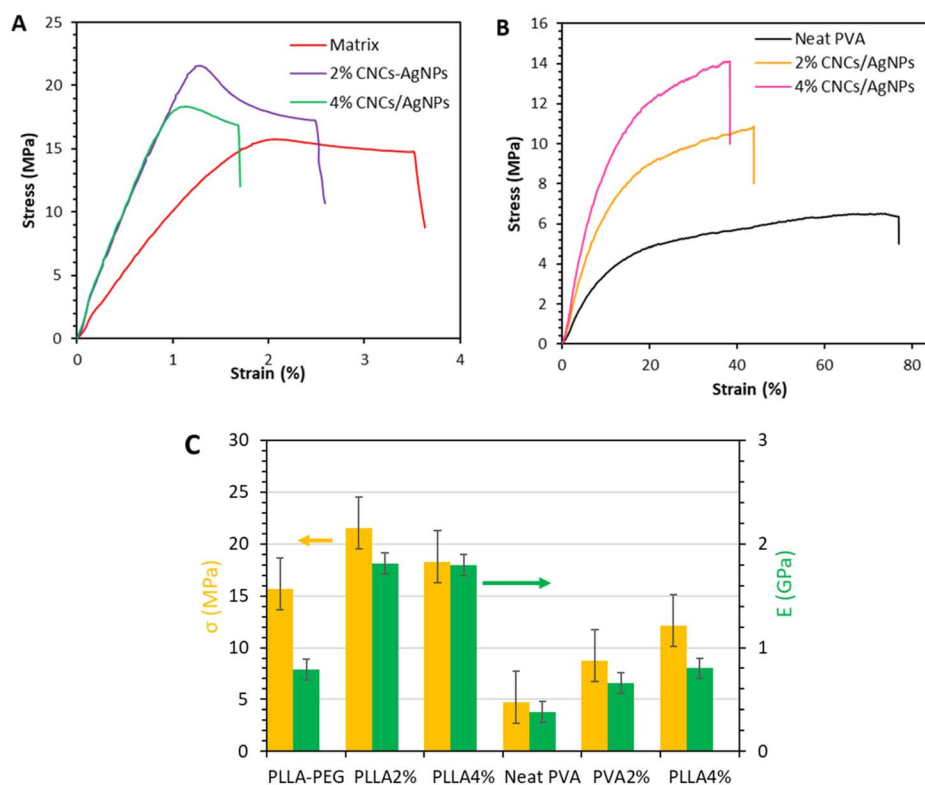 A
25
20
15
10
5
0
Stress (MPa)
Matrix
2% CNCs-AgNPs
4% CNCs/AgNPs
0 1 2 3 4
Strain (%)
B
16
14
12
10
8
6
4
2
0
Stress (MPa)
Neat PVA
2% CNCs/AgNPs
4% CNCs/AgNPs
0 20 40 60 80
Strain (%)
C
30
25
20
15
10
5
0
σ (MPa)
3
2
1
0
E (GPa)
PLLA-PEG PLLA2% PLLA4% Neat PVA PVA2% PLLA4%